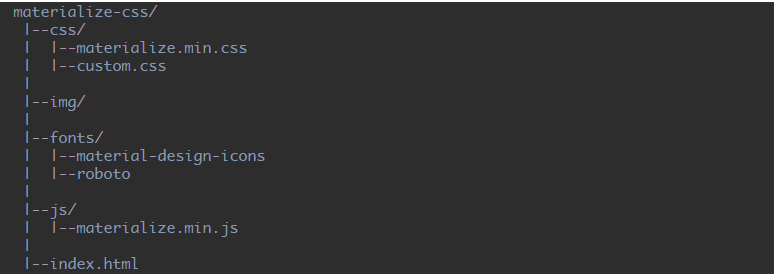 materialize-css/
|--css/
|  |--materialize.min.css
|  |--custom.css
|
|--img/
|
|--fonts/
|  |--material-design-icons
|  |--roboto
|
|--js/
|  |--materialize.min.js
|
|--index.html